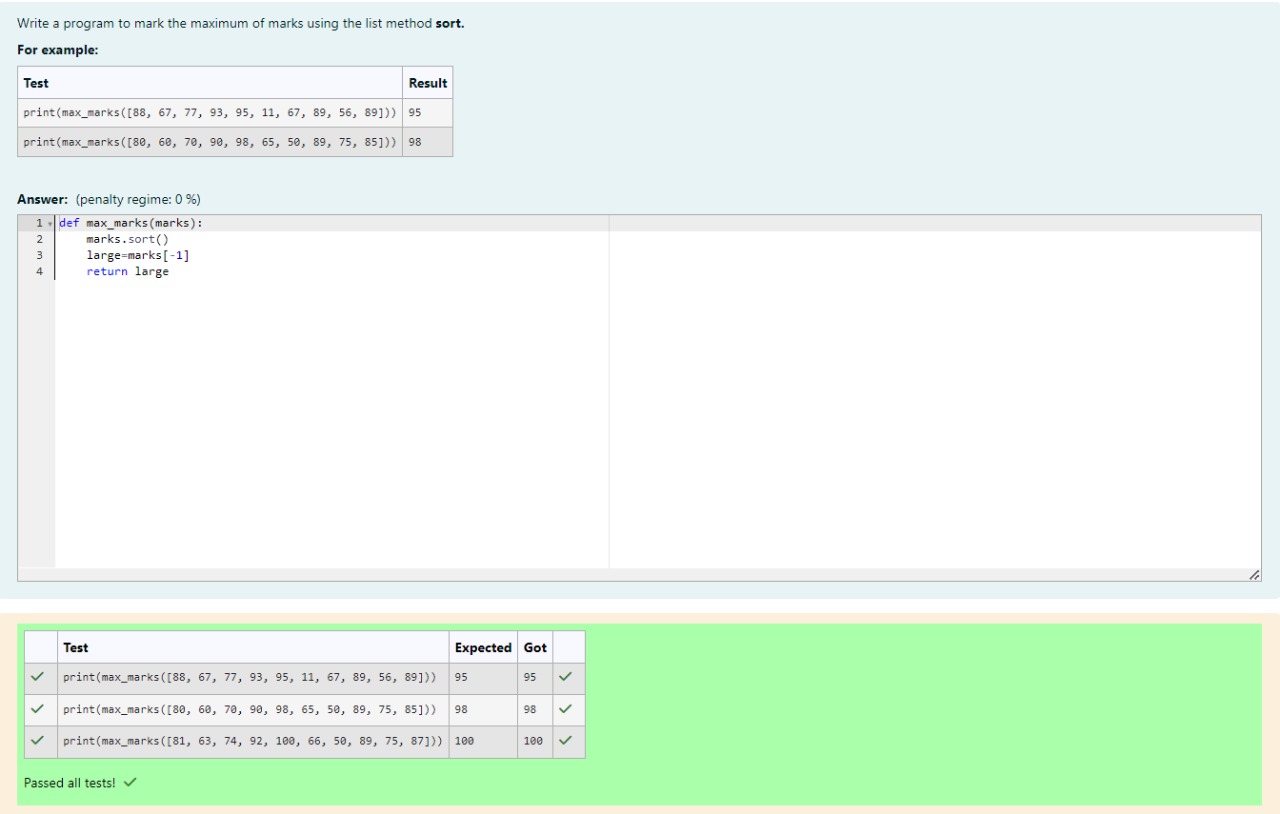 Write a program to mark the maximum of marks using the list method sort.
For example:
Test Result
print(max_marks([88, 67, 77, 93, 95, 11, 67, 89, 56, 89])) 95
print(max_marks([80, 60, 70, 90, 98, 65, 50, 89, 75, 85])) 98
Answer: (penalty regime: 0 %)
1 def max_marks(marks):
2 marks.sort()
3 large=marks[-1]
4 return large
Test Expected Got
print(max_marks([88, 67, 77, 93, 95, 11, 67, 89, 56, 89])) 95 95
print(max_marks([80, 60, 70, 90, 98, 65, 50, 89, 75, 85])) 98 98
print(max_marks([81, 63, 74, 92, 100, 66, 50, 89, 75, 87])) 100 100
Passed all tests!